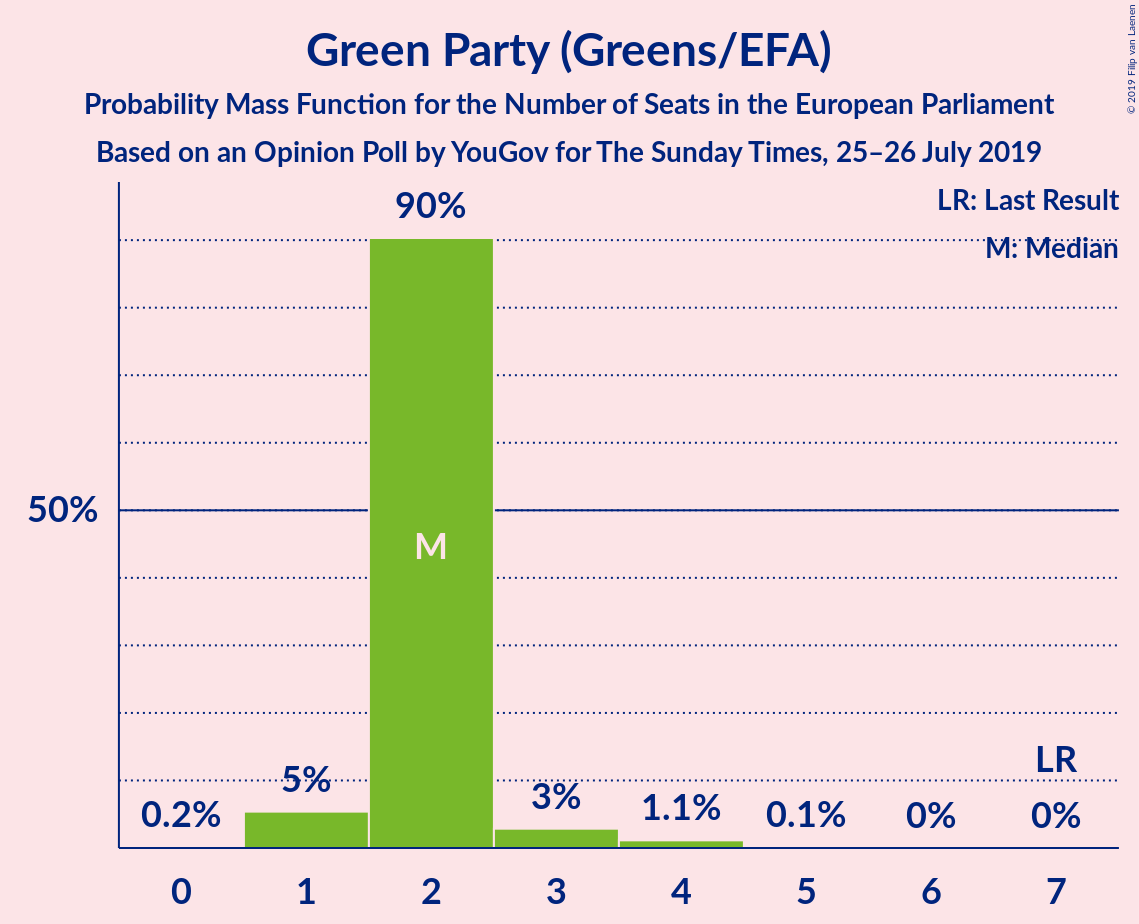 Green Party (Greens/EFA)
Probability Mass Function for the Number of Seats in the European Parliament
Based on an Opinion Poll by YouGov for The Sunday Times, 25–26 July 2019
© 2019 Filip van Laenen
LR: Last Result
M: Median
90%
50%
M
LR
0.2% 5% 3% 1.1% 0.1% 0% 0%
0 1 2 3 4 5 6 7